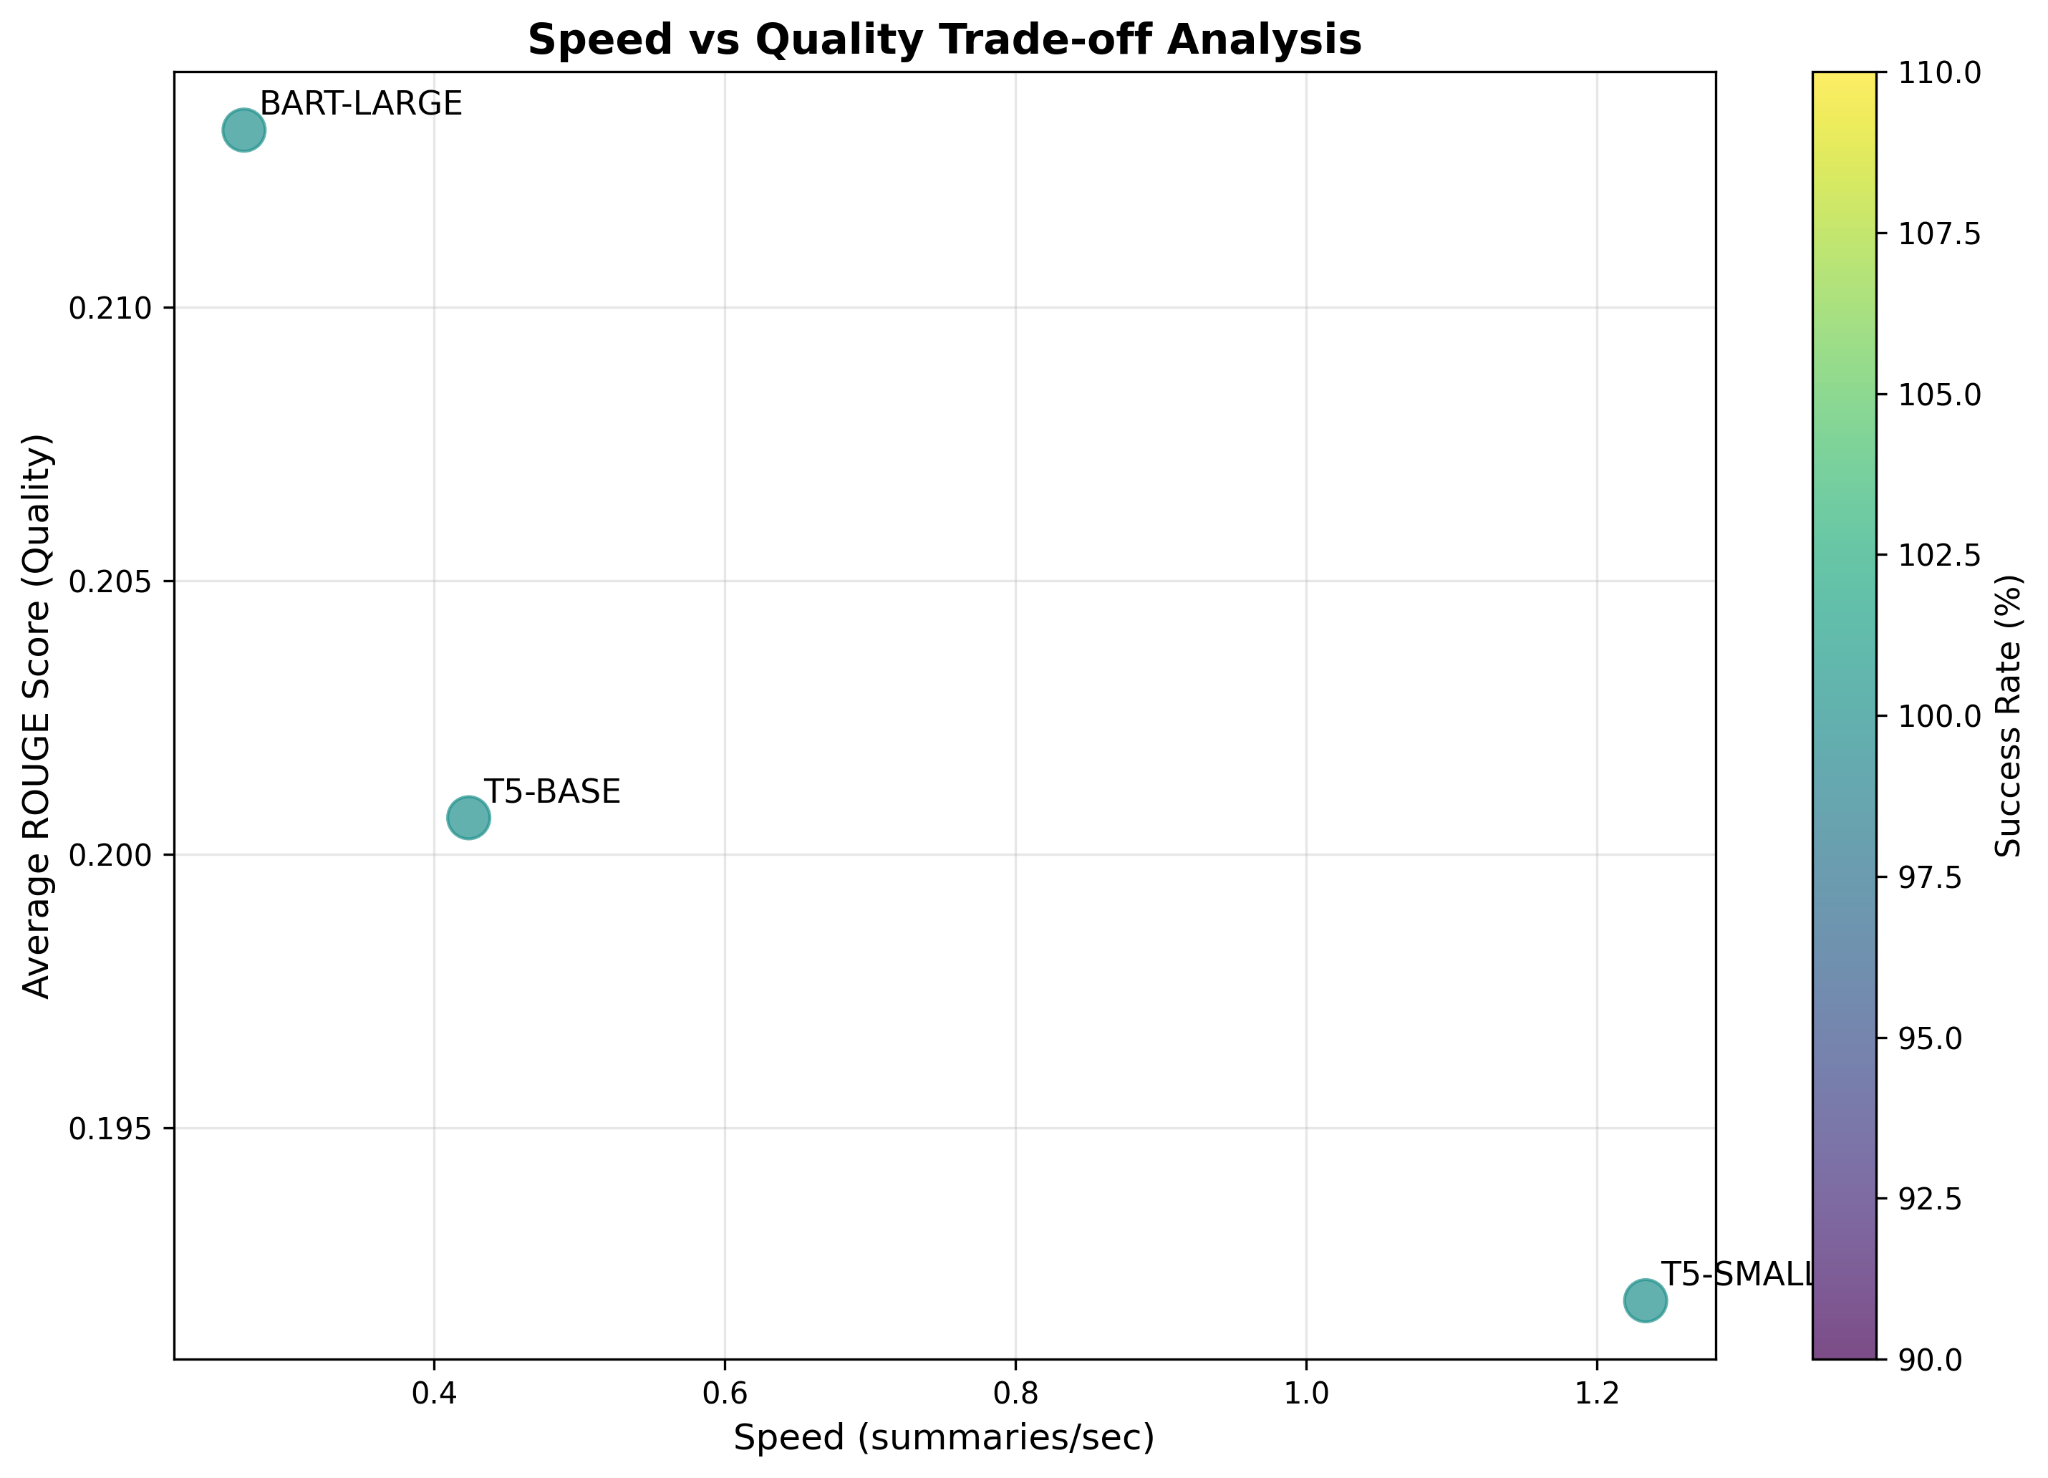 Speed vs Quality Trade-off Analysis
BART-LARGE
T5-BASE
T5-SMALL
0.210
0.205
0.200
0.195
Average ROUGE Score (Quality)
0.4
0.6
0.8
1.0
1.2
Speed (summaries/sec)
110.0
107.5
105.0
102.5
100.0
97.5
95.0
92.5
90.0
Success Rate (%)